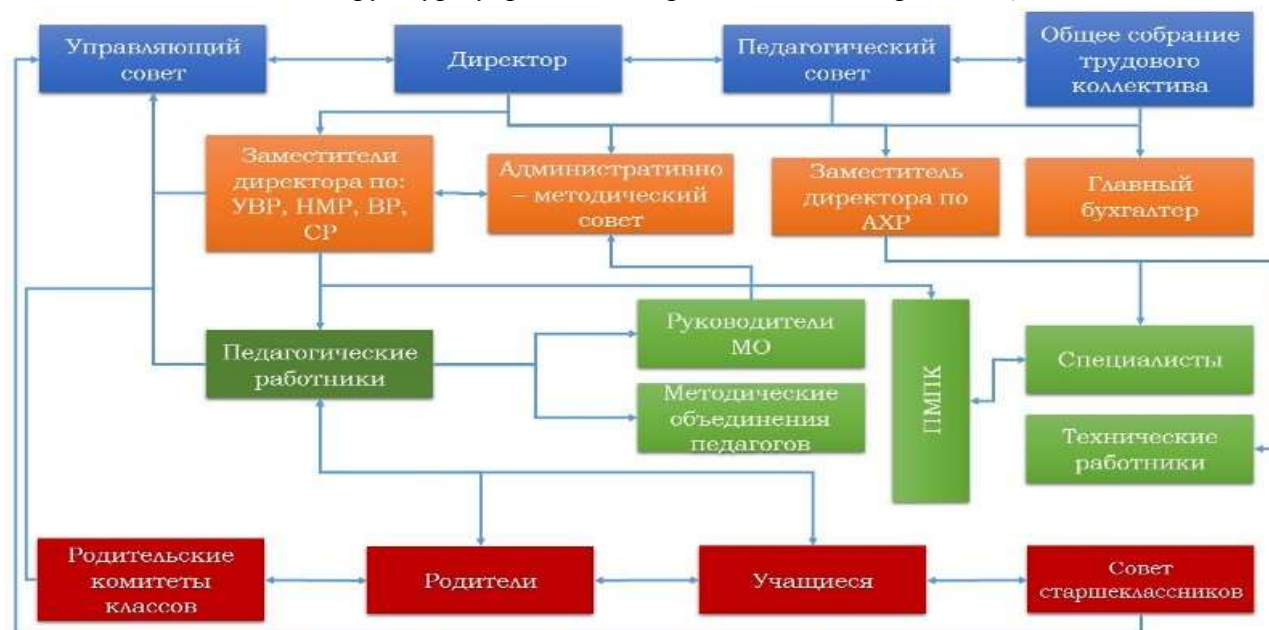 Управляющий
совет
Директор
Педагогический
совет
Общее собрание
трудового
коллектива
Заместители
директора по:
УВР, НМР, ВР,
СР
Административно
– методический
совет
Заместитель
директора по
АХР
Главный
бухгалтер
Педагогические
работники
Руководители
МО
Методические
объединения
педагогов
ПМПК
Специалисты
Технические
работники
Родительские
комитеты
классов
Родители
Учащиеся
Совет
старшеклассников